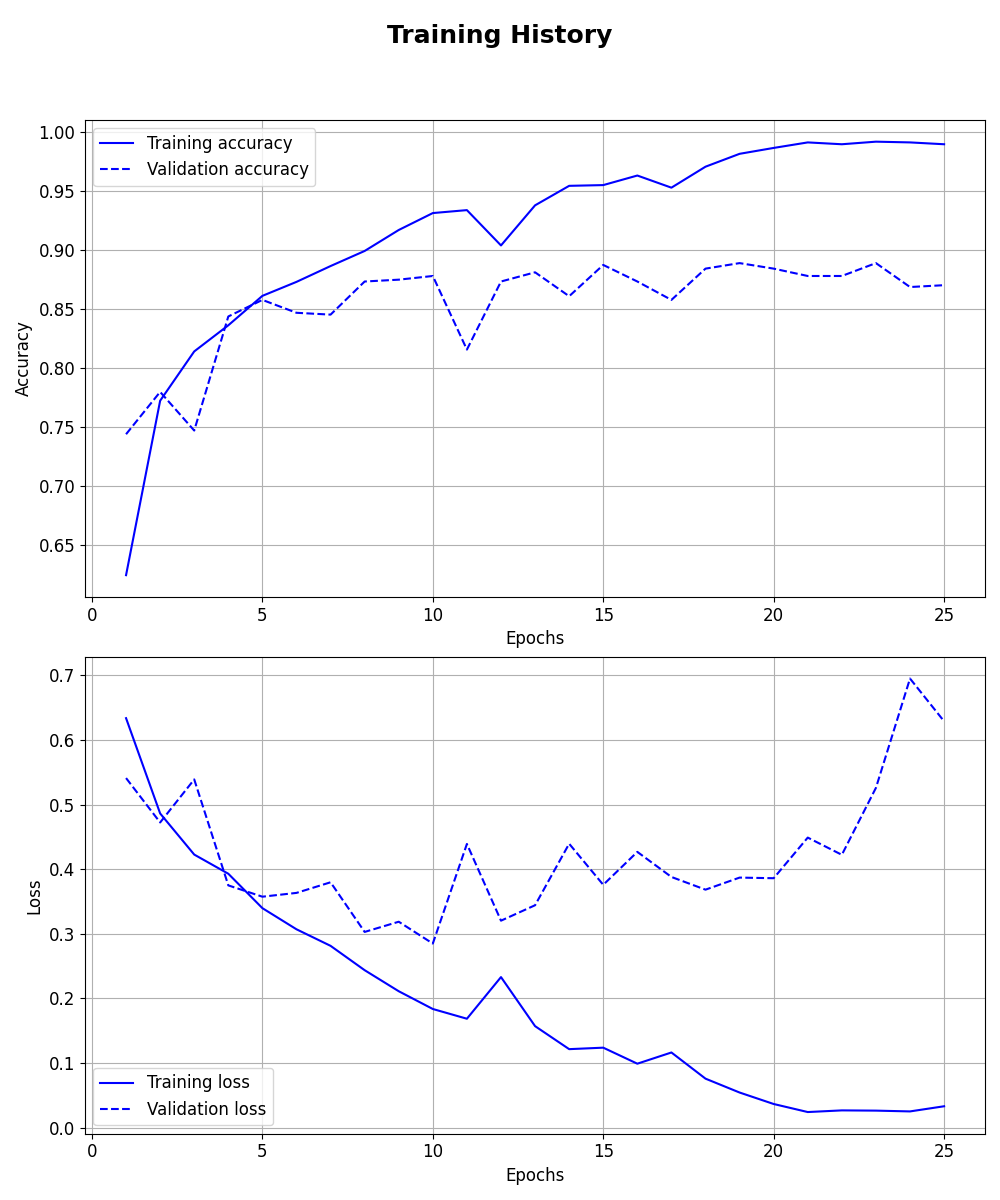 Training History
1.00
0.95
0.90
0.85
0.80
0.75
0.70
0.65
Accuracy
Training accuracy
Validation accuracy
0 5 10 15 20 25
Epochs
0.7
0.6
0.5
0.4
0.3
0.2
0.1
0.0
Loss
Training loss
Validation loss
0 5 10 15 20 25
Epochs